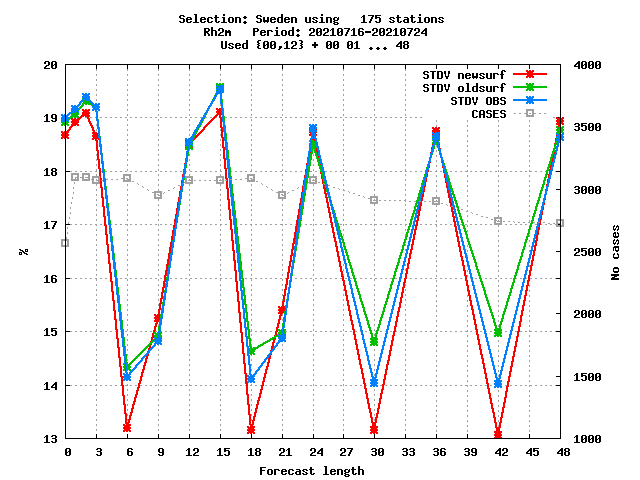 Selection: Sweden using   175 stations
Rh2m   Period: 20210716-20210724
Used {00,12} + 00 01 ... 48
STDV newsurf
STDV oldsurf
STDV OBS
CASES
20
19
18
17
16
15
14
13
%
4000
3500
3000
2500
2000
1500
1000
No cases
0 3 6 9 12 15 18 21 24 27 30 33 36 39 42 45 48
Forecast length